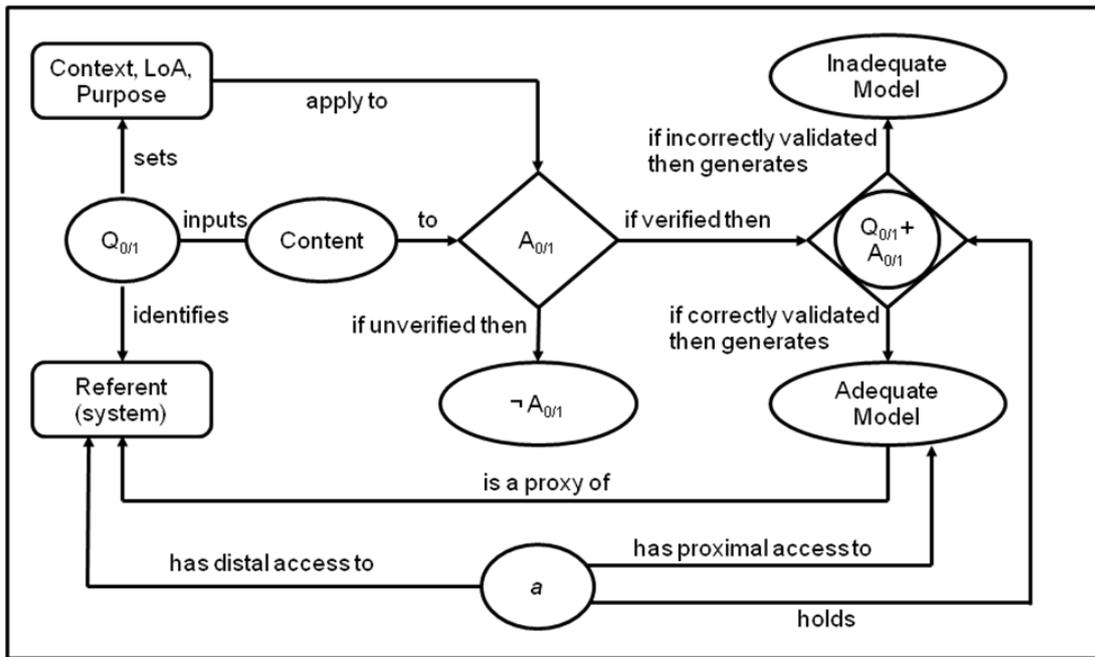 Context, LoA,
Purpose
apply to
Inadequate
Model
sets
if incorrectly validated
then generates
Q0/1
inputs
Content
to
A0/1
if verified then
Q0/1 +
A0/1
identifies
if unverified then
if correctly validated
then generates
Referent
(system)
¬ A0/1
Adequate
Model
is a proxy of
has distal access to
a
has proximal access to
holds